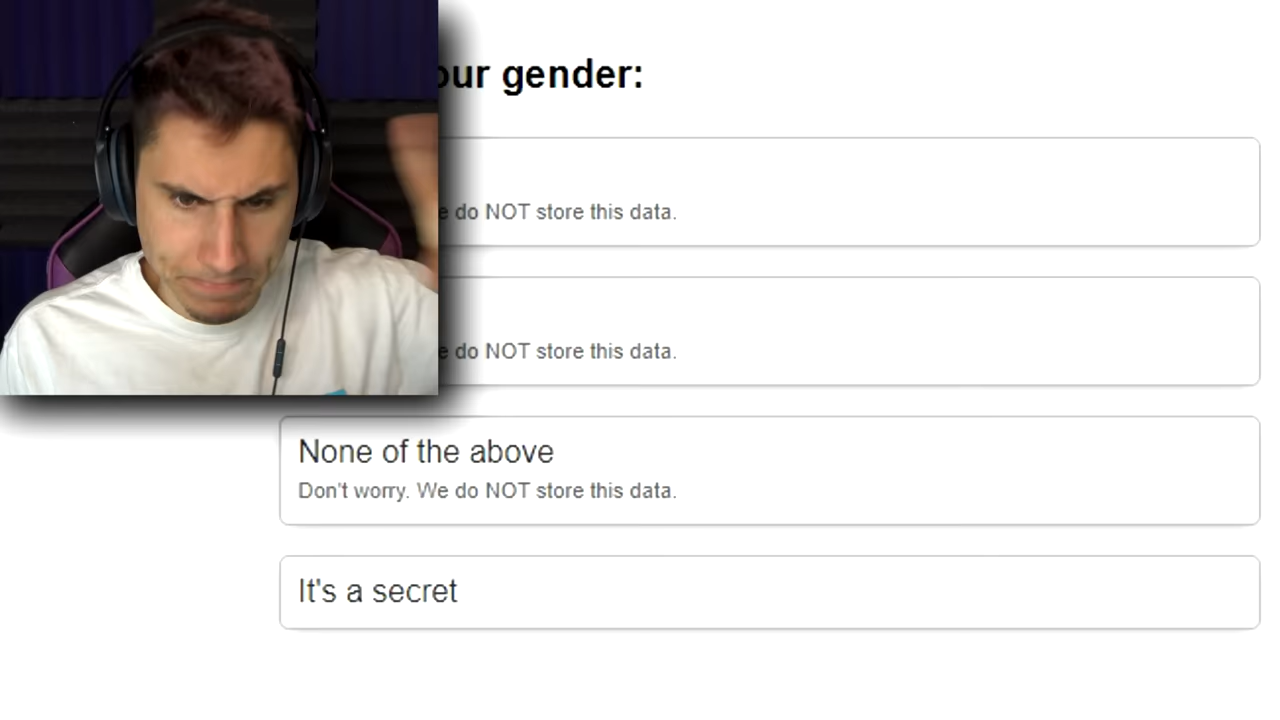 our gender:
do NOT store this data.
do NOT store this data.
None of the above
Don't worry. We do NOT store this data.
It's a secret